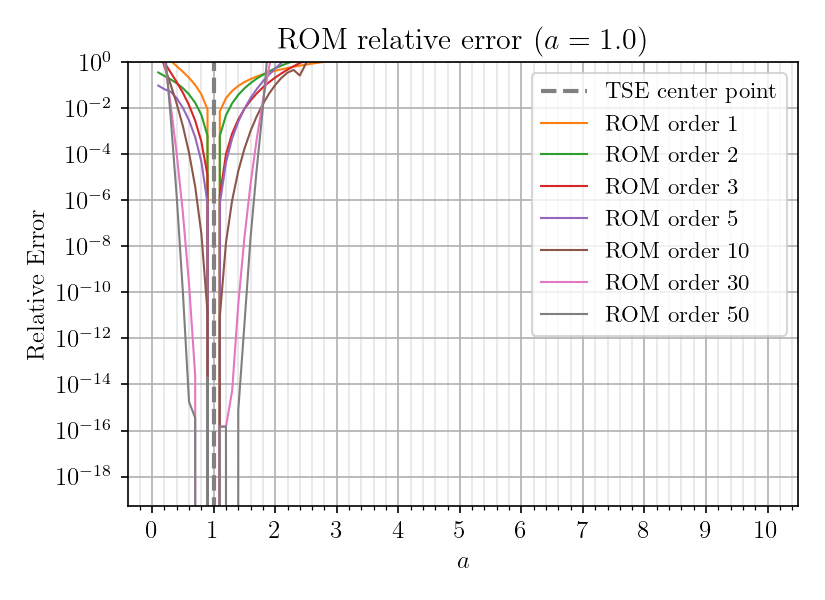 ROM relative error (a = 1.0)
10⁰
10⁻²
10⁻⁴
10⁻⁶
10⁻⁸
10⁻¹⁰
10⁻¹²
10⁻¹⁴
10⁻¹⁶
10⁻¹⁸
Relative Error
TSE center point
ROM order 1
ROM order 2
ROM order 3
ROM order 5
ROM order 10
ROM order 30
ROM order 50
0 1 2 3 4 5 6 7 8 9 10
a